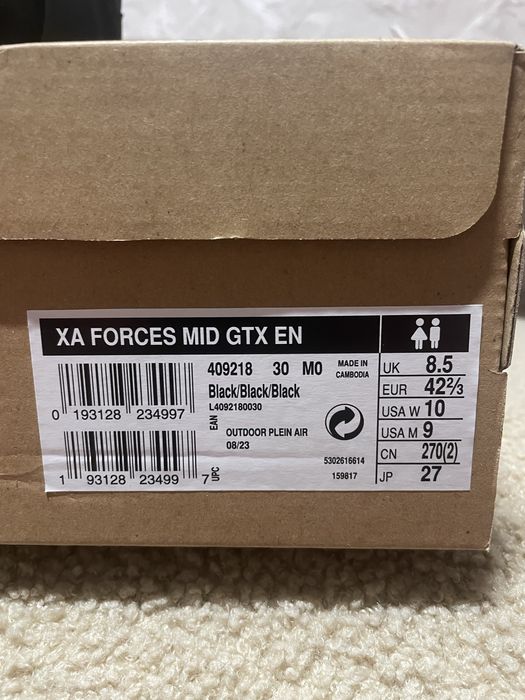 XA FORCES MID GTX EN
409218 30 M0
MADE IN
CAMBODIA
Black/Black/Black
L4092180030
EAN
0 193128 234997
OUTDOOR PLEIN AIR
08/23
5302616614
159817
UPC
1 93128 23499 7
UK 8.5
EUR 42⅔
USA W 10
USA M 9
CN 270(2)
JP 27